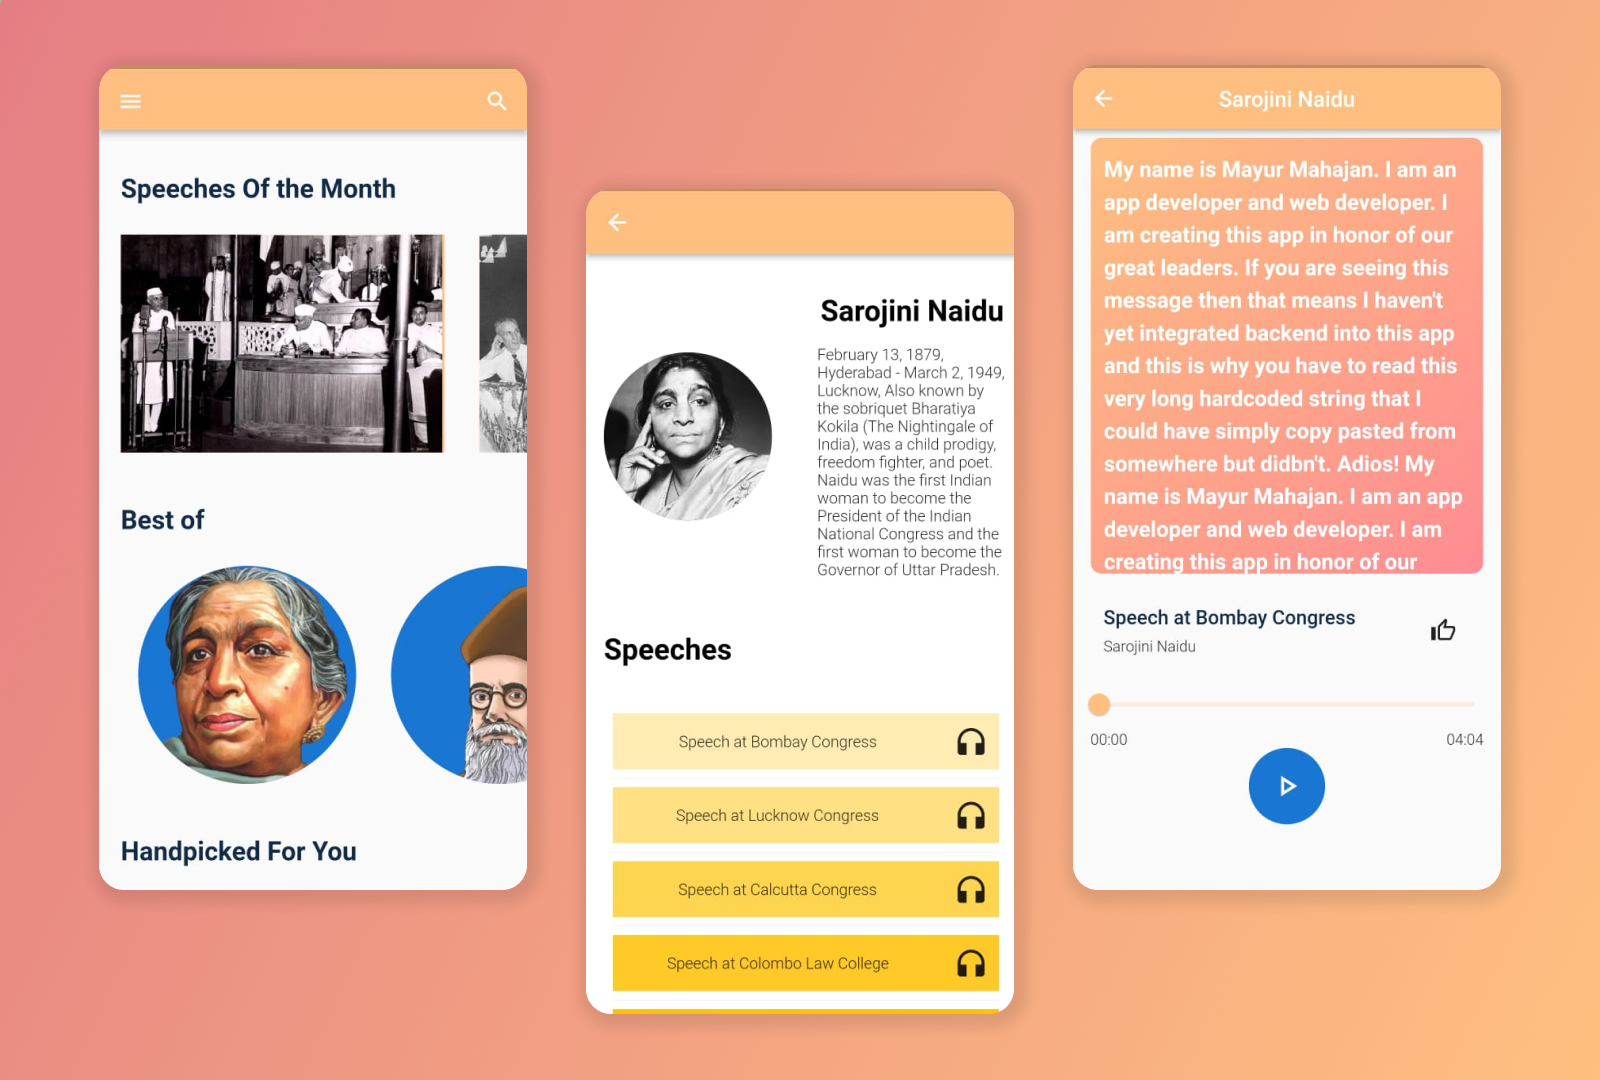 Speeches Of the Month
Best of
Handpicked For You
Sarojini Naidu
February 13, 1879,
Hyderabad - March 2, 1949,
Lucknow, Also known by
the sobriquet Bharatiya
Kokila (The Nightingale of
India), was a child prodigy,
freedom fighter, and poet.
Naidu was the first Indian
woman to become the
President of the Indian
National Congress and the
first woman to become the
Governor of Uttar Pradesh.
Speeches
Speech at Bombay Congress
Speech at Lucknow Congress
Speech at Calcutta Congress
Speech at Colombo Law College
Sarojini Naidu
My name is Mayur Mahajan. I am an
app developer and web developer. I
am creating this app in honor of our
great leaders. If you are seeing this
message then that means I haven't
yet integrated backend into this app
and this is why you have to read this
very long hardcoded string that I
could have simply copy pasted from
somewhere but didbn't. Adios! My
name is Mayur Mahajan. I am an app
developer and web developer. I am
creating this app in honor of our
Speech at Bombay Congress
Sarojini Naidu
00:00
04:04